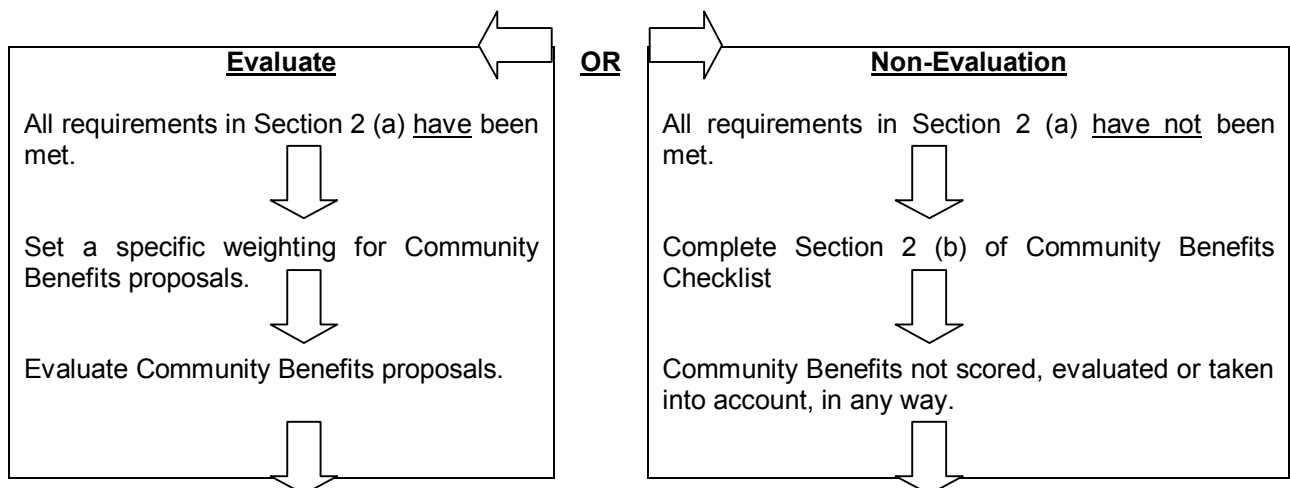 Evaluate
All requirements in Section 2 (a) have been
met.
Set a specific weighting for Community
Benefits proposals.
Evaluate Community Benefits proposals.
OR
Non-Evaluation
All requirements in Section 2 (a) have not been
met.
Complete Section 2 (b) of Community Benefits
Checklist
Community Benefits not scored, evaluated or taken
into account, in any way.